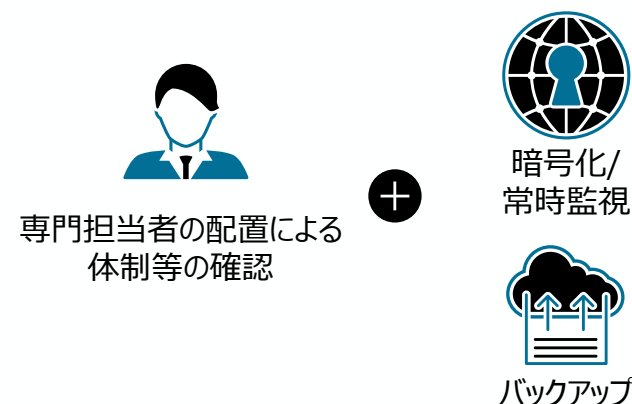 専門担当者の配置による
体制等の確認
暗号化/
常時監視
バックアップ